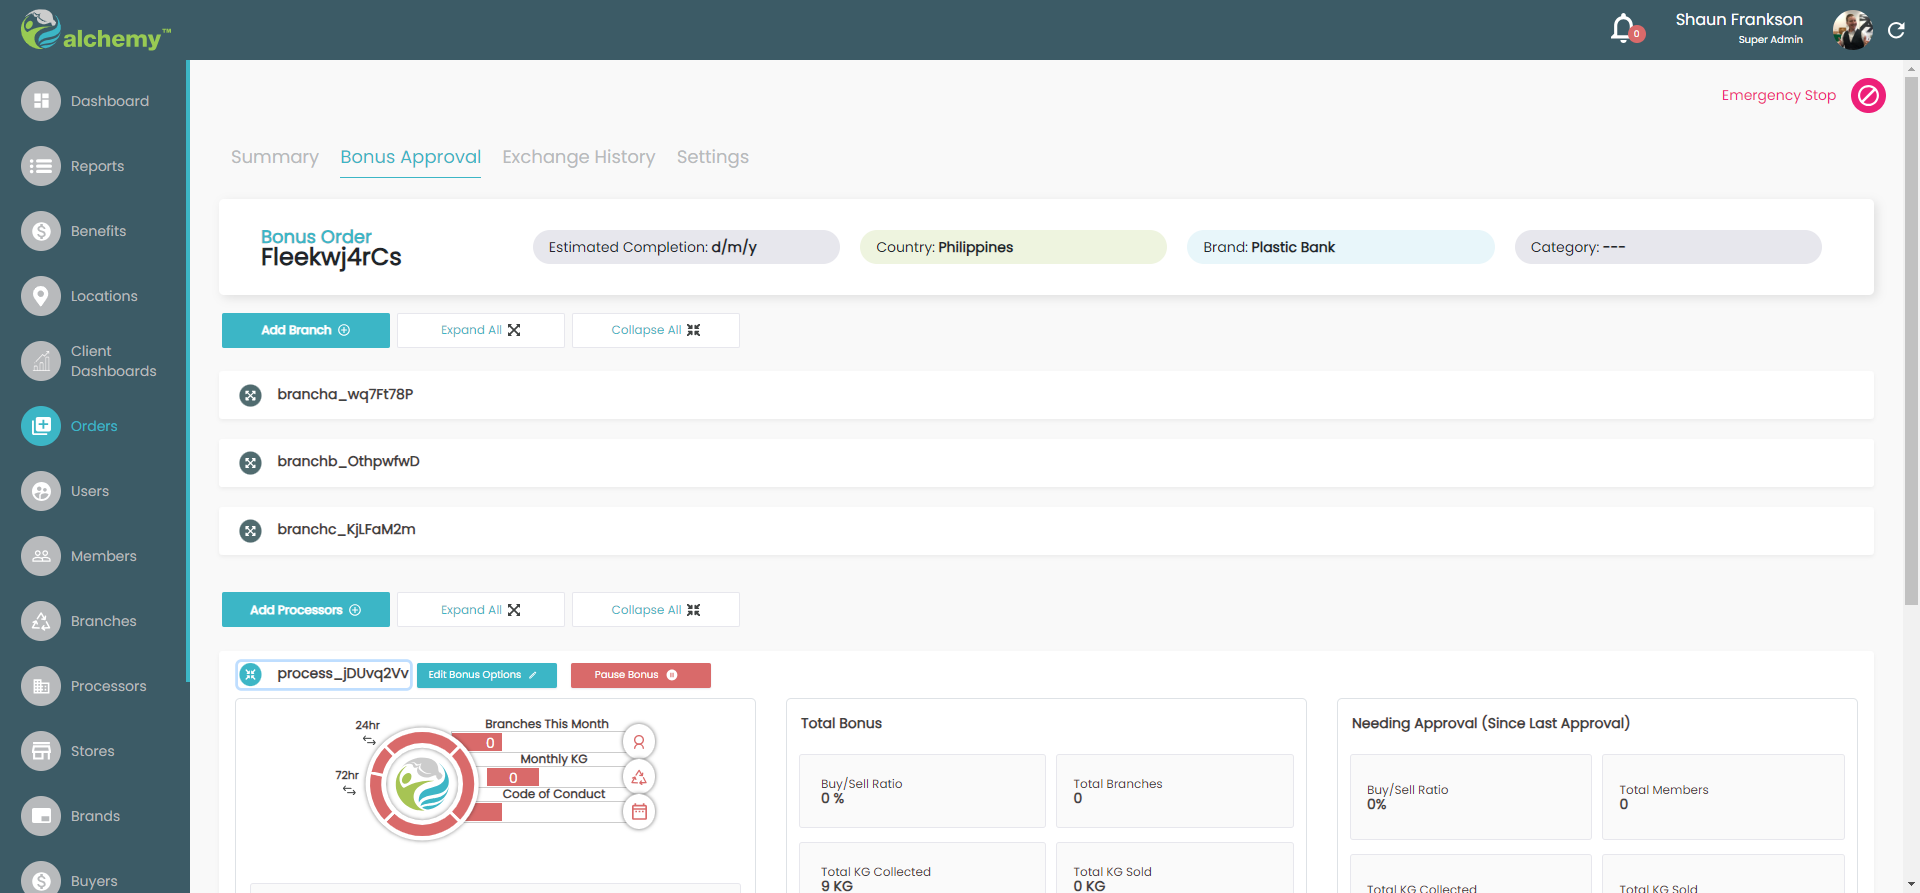 alchemy™
0
Shaun Frankson
Super Admin
Emergency Stop
Dashboard
Reports
Benefits
Locations
Client
Dashboards
Orders
Users
Members
Branches
Processors
Stores
Brands
Buyers
Summary
Bonus Approval
Exchange History
Settings
Bonus Order
Fleekwj4rCs
Estimated Completion: d/m/y
Country: Philippines
Brand: Plastic Bank
Category: ---
Add Branch
Expand All
Collapse All
brancha_wq7Ft78P
branchb_OthpwfwD
branchc_KjLFaM2m
Add Processors
Expand All
Collapse All
process_jDUvq2Vv
Edit Bonus Options
Pause Bonus
24hr
72hr
Branches This Month
0
Monthly KG
0
Code of Conduct
Total Bonus
Buy/Sell Ratio
0 %
Total Branches
0
Total KG Collected
9 KG
Total KG Sold
0 KG
Needing Approval (Since Last Approval)
Buy/Sell Ratio
0%
Total Members
0
Total KG Collected
Total KG Sold